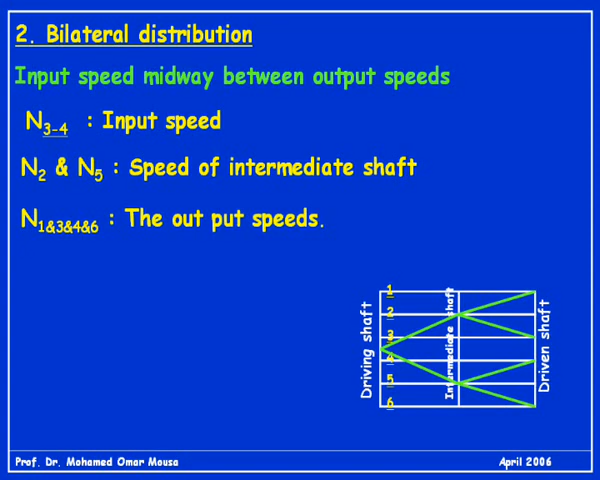 2. Bilateral distribution
Input speed midway between output speeds
N3-4 : Input speed
N2 & N5 : Speed of intermediate shaft
N1&3&4&6 : The out put speeds.
Driving shaft
1
2
3
4
5
6
Intermediate shaft
Driven shaft
Prof. Dr. Mohamed Omar Mousa
April 2006